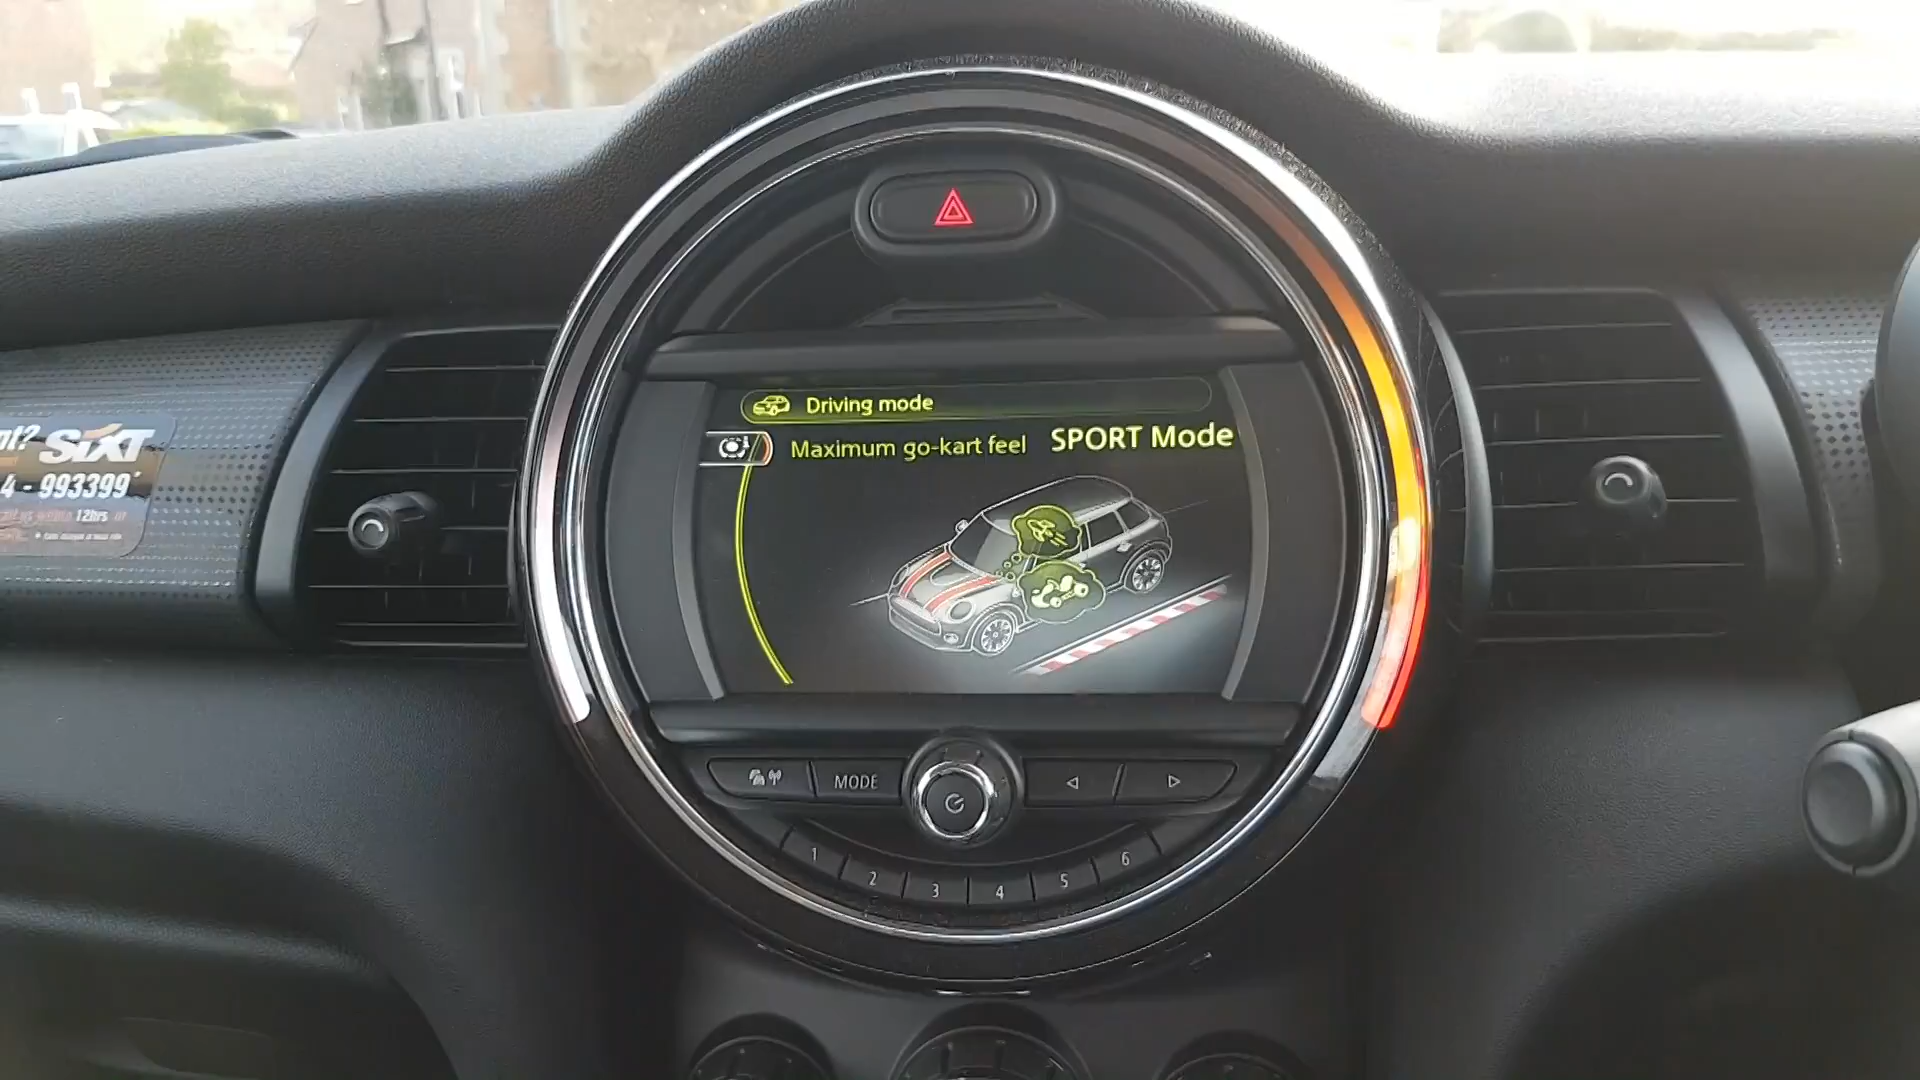 Driving mode
Maximum go-kart feel SPORT Mode
nt? SIXT
4 - 993399
12hrs
MODE
1
2
3
4
5
6